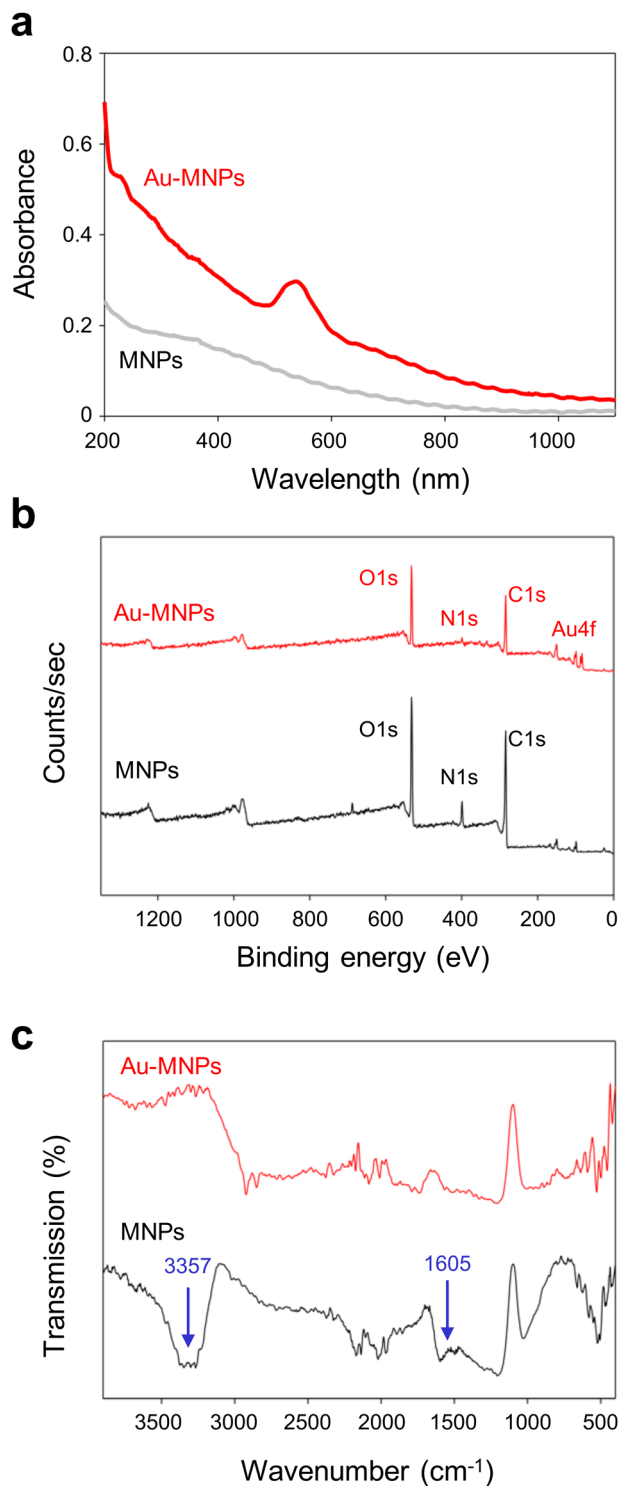 a
0.8
0.6
0.4
0.2
0
Absorbance
Au-MNPs
MNPs
200 400 600 800 1000
Wavelength (nm)
b
Counts/sec
O1s
N1s
C1s
Au4f
Au-MNPs
O1s
N1s
C1s
MNPs
1200 1000 800 600 400 200 0
Binding energy (eV)
c
Transmission (%)
Au-MNPs
MNPs
3357
1605
3500 3000 2500 2000 1500 1000 500
Wavenumber (cm-1)